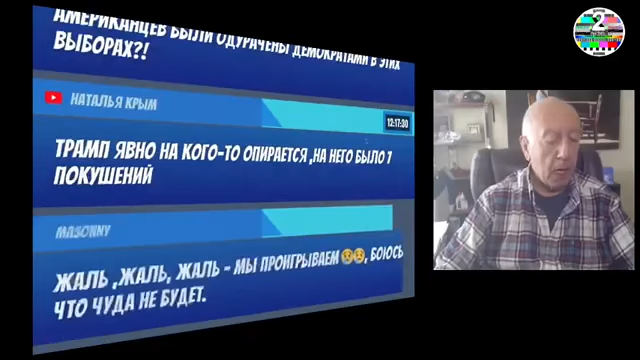 АМЕРИКАНЦЕВ БЫЛИ ОДУРАЧЕНЫ ДЕМОКРАТАМИ В ЭТИХ
ВЫБОРАХ?!
НАТАЛЬЯ КРЫМ
12:17:30
ТРАМП ЯВНО НА КОГО-ТО ОПИРАЕТСЯ ,НА НЕГО БЫЛО 7
ПОКУШЕНИЙ
MASONNY
ЖАЛЬ ,ЖАЛЬ, ЖАЛЬ - МЫ ПРОИГРЫВАЕМ😢😢, БОЮСЬ
ЧТО ЧУДА НЕ БУДЕТ.
2